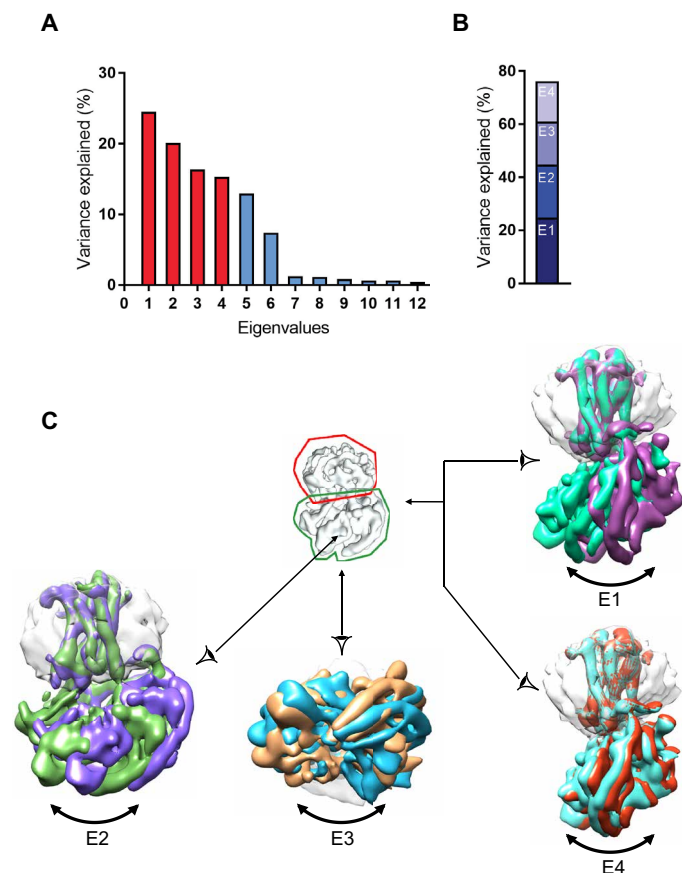 A
B
Variance explained (%)
30
20
10
0
0 1 2 3 4 5 6 7 8 9 10 11 12
Eigenvalues
Variance explained (%)
80
60
40
20
0
E4
E3
E2
E1
C
E1
E2
E3
E4